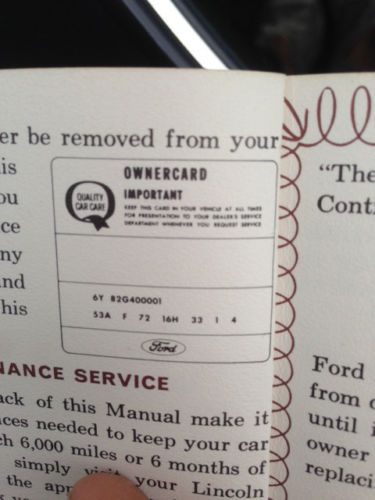 er be removed from your
is
ou
ce
ny
nd
his
OWNERCARD
QUALITY
CAR CARE
IMPORTANT
KEEP THIS CARD IN YOUR VEHICLE AT ALL TIMES
FOR PRESENTATION TO YOUR DEALER'S SERVICE
DEPARTMENT WHENEVER YOU REQUEST SERVICE
6Y 82G400001
53A F 72 16H 33 1 4
Ford
NANCE SERVICE
ack of this Manual make it
ces needed to keep your car
ch 6,000 miles or 6 months of
simply visit your Lincoln
the app
"The
Conti
Ford
from
until i
owner
replaci